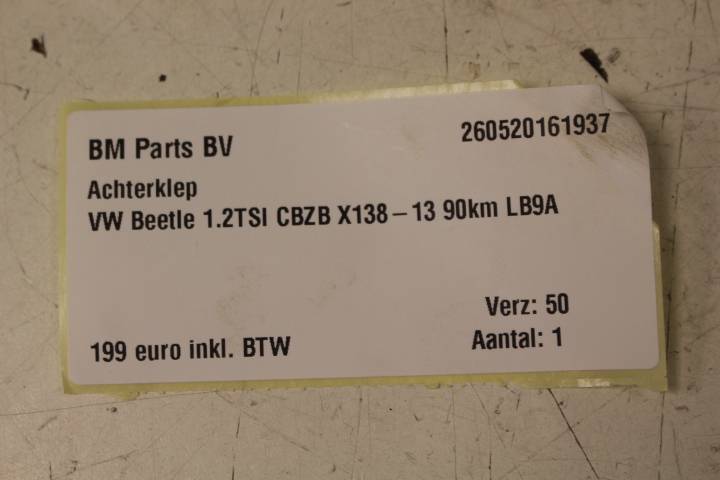 BM Parts BV 260520161937
Achterklep
VW Beetle 1.2TSI CBZB X138 – 13 90km LB9A
Verz: 50
199 euro inkl. BTW Aantal: 1